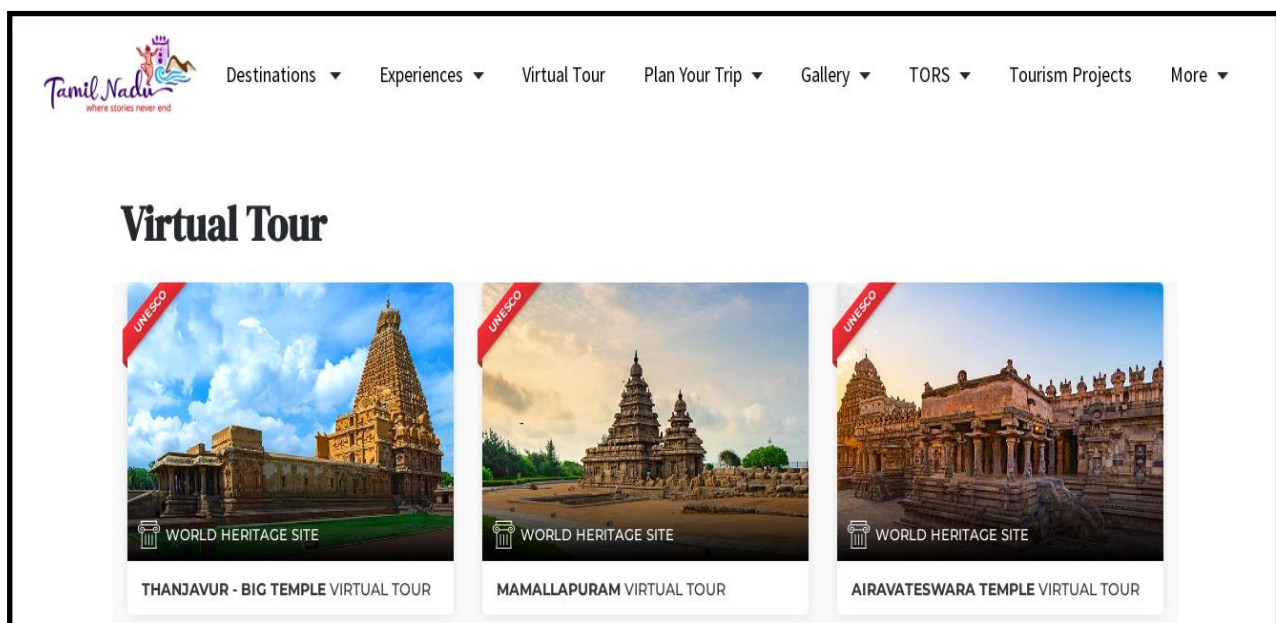 Tamil Nadu
where stories never end
Destinations Experiences Virtual Tour Plan Your Trip Gallery TORS Tourism Projects More
Virtual Tour
UNESCO
WORLD HERITAGE SITE
THANJAVUR - BIG TEMPLE VIRTUAL TOUR
UNESCO
WORLD HERITAGE SITE
MAMALLAPURAM VIRTUAL TOUR
UNESCO
WORLD HERITAGE SITE
AIRAVATESWARA TEMPLE VIRTUAL TOUR